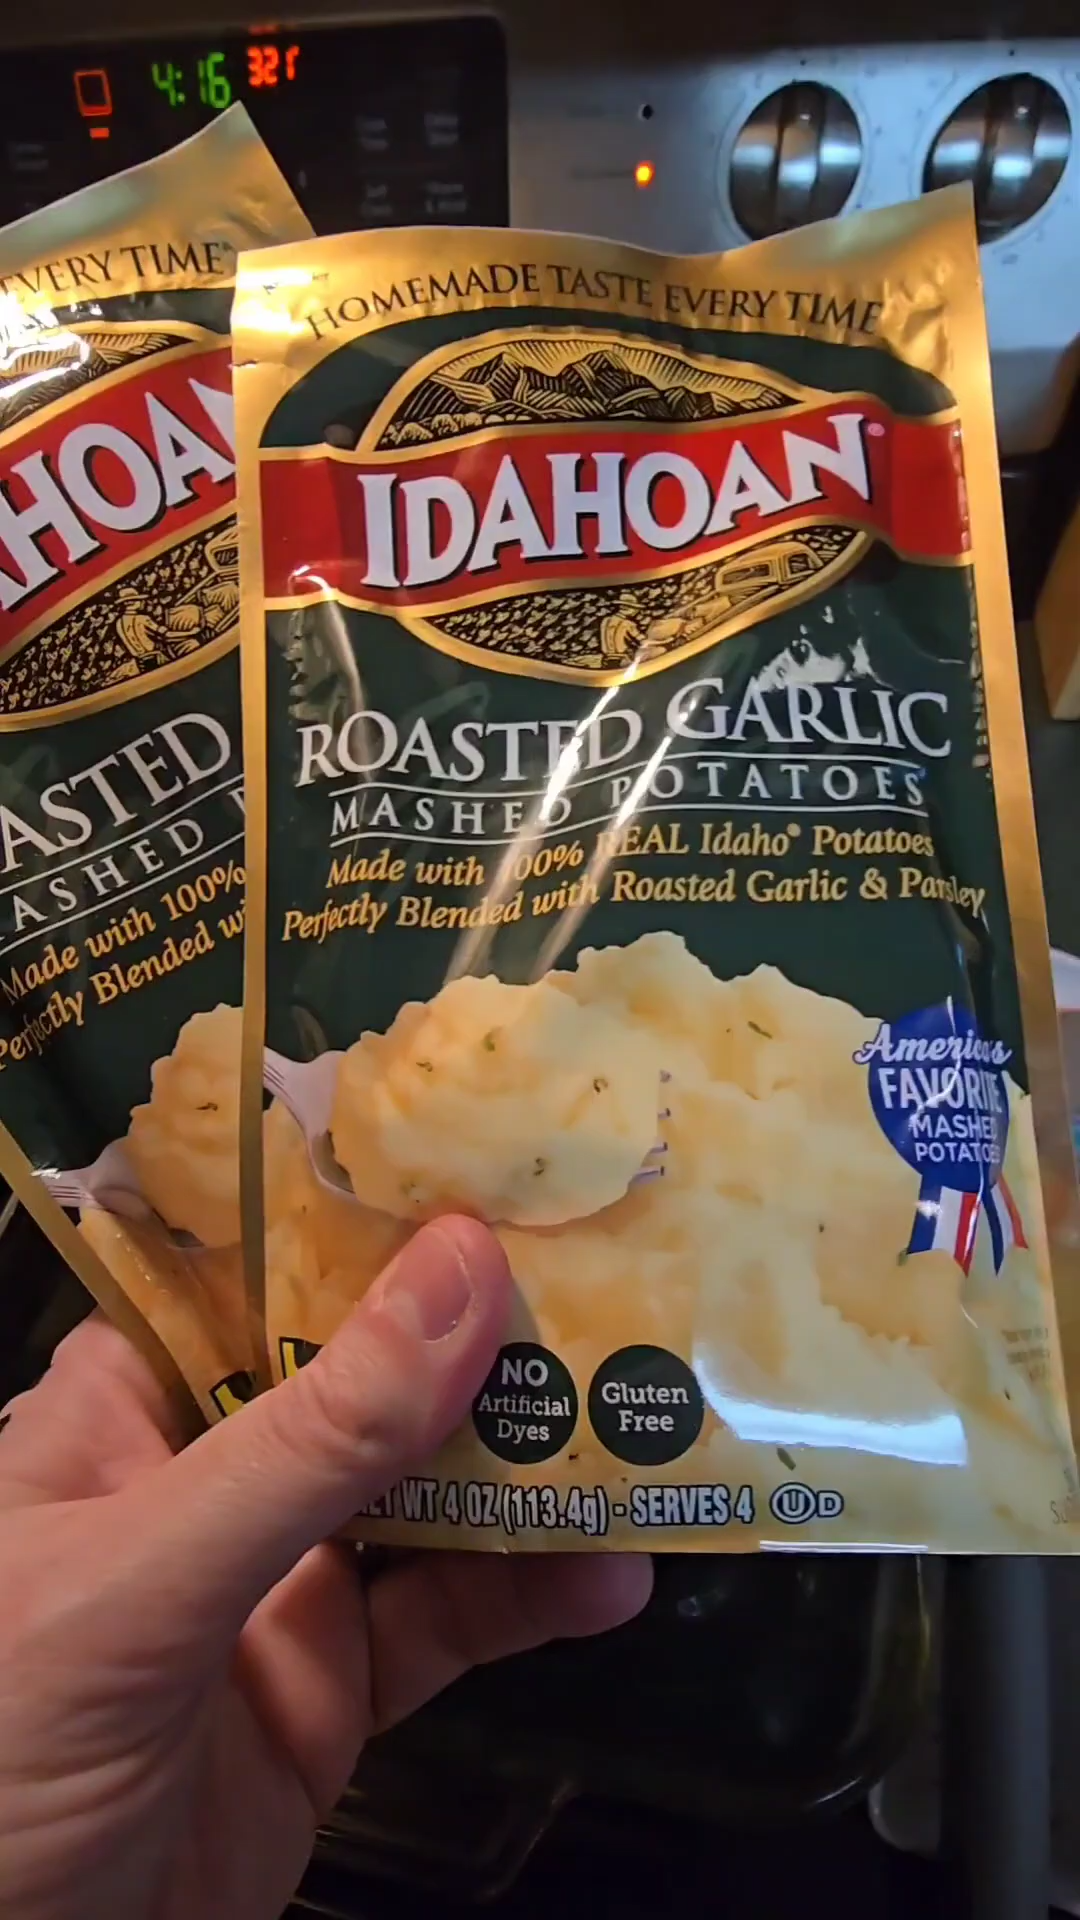 4:16
EVERY TIME
HOMEMADE TASTE EVERY TIME
HOA
IDAHOAN®
ASTED
ROASTED GARLIC
ASHED
MASHED POTATOES
Made with 100%
Made with 100% REAL Idaho® Potatoes
Perfectly Blended wi
Perfectly Blended with Roasted Garlic & Parsley
America's
FAVORITE
MASHED
POTATOES
NO
Artificial
Dyes
Gluten
Free
WT 4 OZ (113.4g) - SERVES 4 Ⓤ D